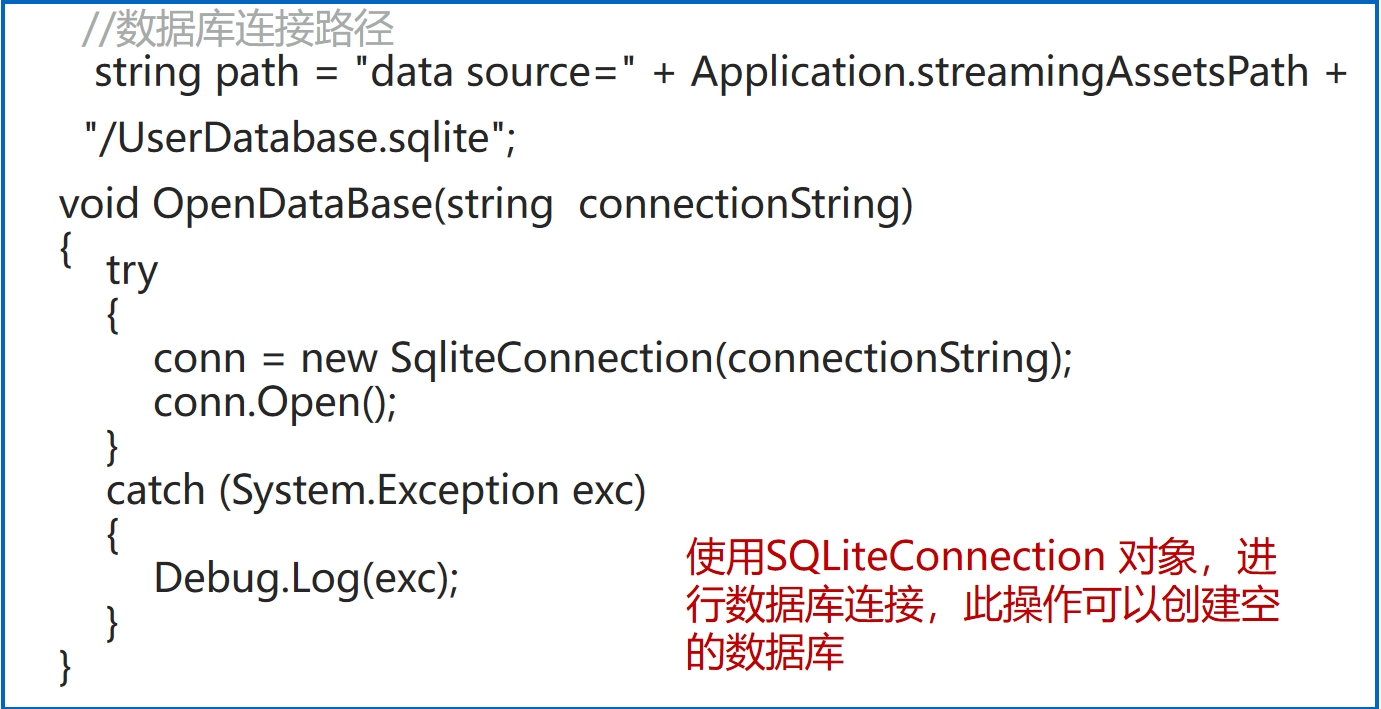 //数据库连接路径
string path = "data source=" + Application.streamingAssetsPath +
"/UserDatabase.sqlite";
void OpenDataBase(string  connectionString)
{
try
{
conn = new SqliteConnection(connectionString);
conn.Open();
}
catch (System.Exception exc)
{
Debug.Log(exc);
}
}
使用SQLiteConnection 对象，进
行数据库连接，此操作可以创建空
的数据库